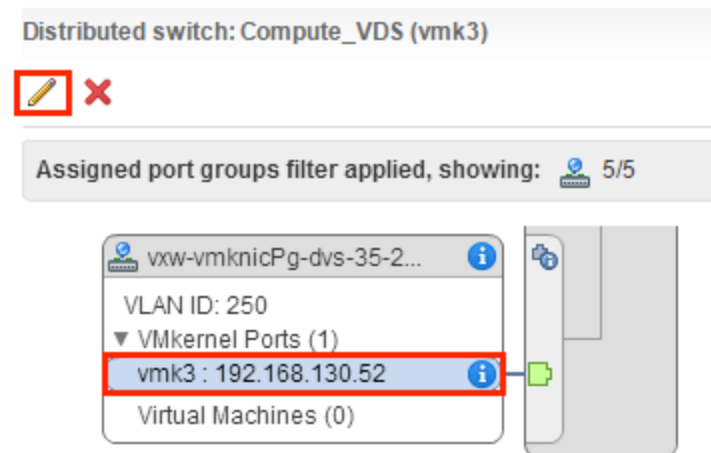 Distributed switch: Compute_VDS (vmk3)
Assigned port groups filter applied, showing: 5/5
vxw-vmknicPg-dvs-35-2...
VLAN ID: 250
VMkernel Ports (1)
vmk3 : 192.168.130.52
Virtual Machines (0)